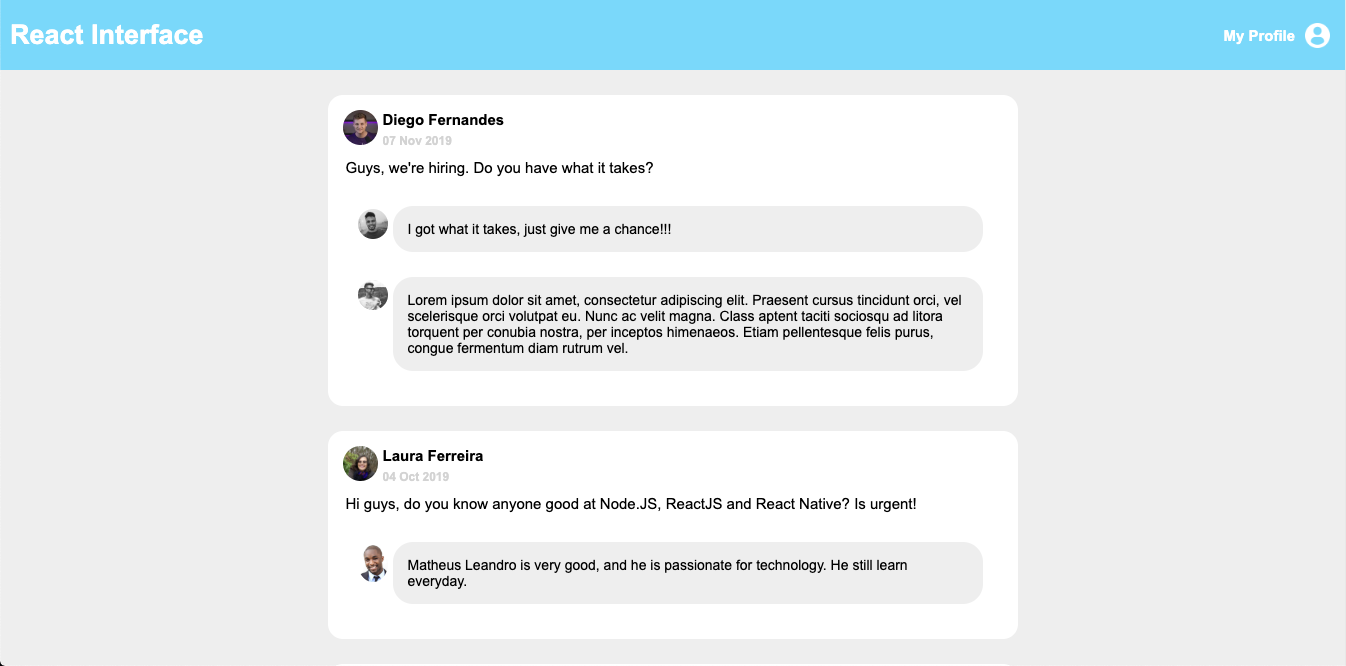 React Interface
My Profile
Diego Fernandes
07 Nov 2019
Guys, we're hiring. Do you have what it takes?
I got what it takes, just give me a chance!!!
Lorem ipsum dolor sit amet, consectetur adipiscing elit. Praesent cursus tincidunt orci, vel
scelerisque orci volutpat eu. Nunc ac velit magna. Class aptent taciti sociosqu ad litora
torquent per conubia nostra, per inceptos himenaeos. Etiam pellentesque felis purus,
congue fermentum diam rutrum vel.
Laura Ferreira
04 Oct 2019
Hi guys, do you know anyone good at Node.JS, ReactJS and React Native? Is urgent!
Matheus Leandro is very good, and he is passionate for technology. He still learn
everyday.